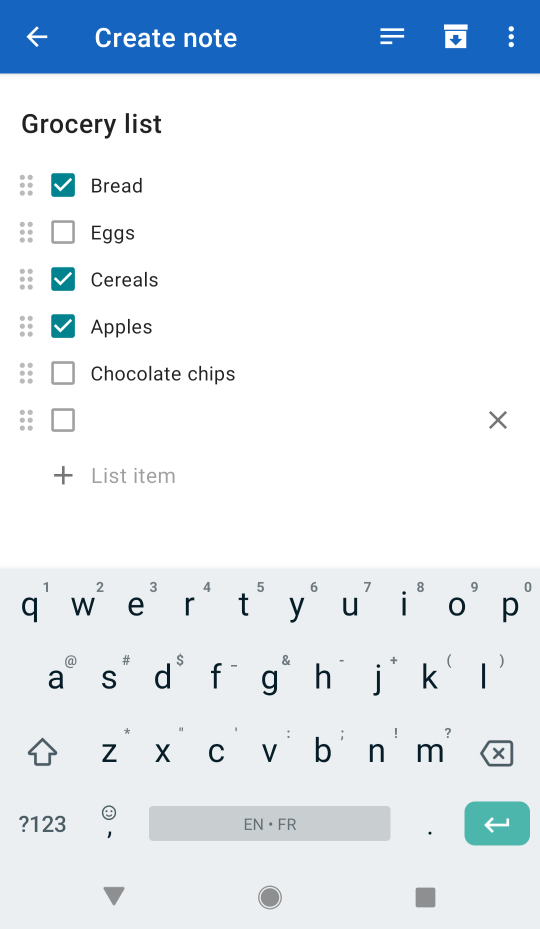 Create note
Grocery list
Bread
Eggs
Cereals
Apples
Chocolate chips
List item
1 2 3 4 5 6 7 8 9 0
q w e r t y u i o p
@ # $ _ & - + ( )
a s d f g h j k l
* " ' : ; ! ?
z x c v b n m
?123 , EN • FR .